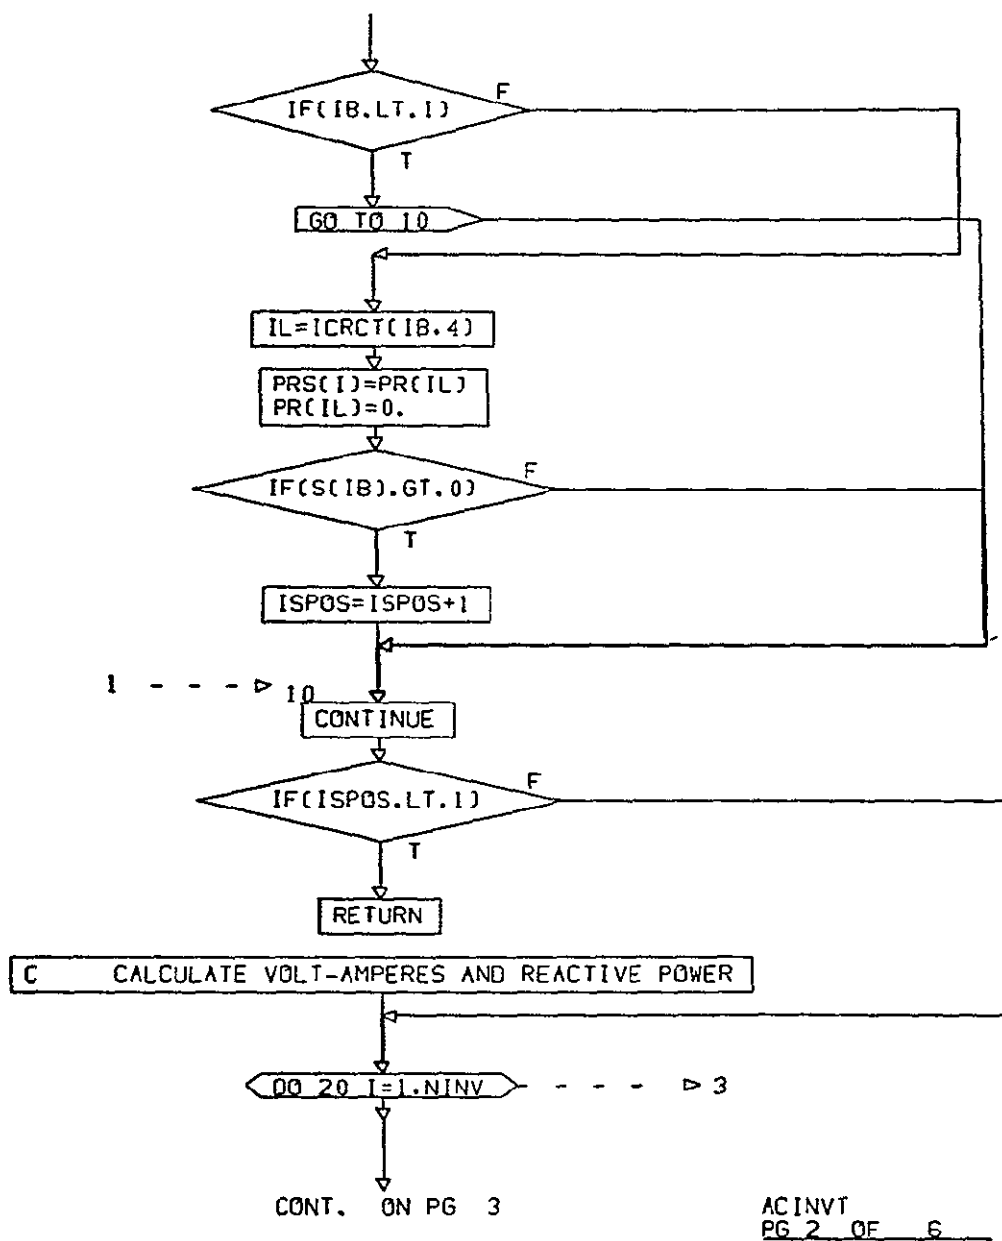 F
IF(IB.LT.1)
T
GO TO 10
IL=ICRCT(IB.4)
PRS(I)=PR(IL)
PR(IL)=0.
F
IF(S(IB).GT.0)
T
ISPOS=ISPOS+1
1
10
CONTINUE
F
IF(ISPOS.LT.1)
T
RETURN
C CALCULATE VOLT-AMPERES AND REACTIVE POWER
DO 20 I=1.NINV
3
CONT. ON PG 3
ACINVT
PG 2 OF 6